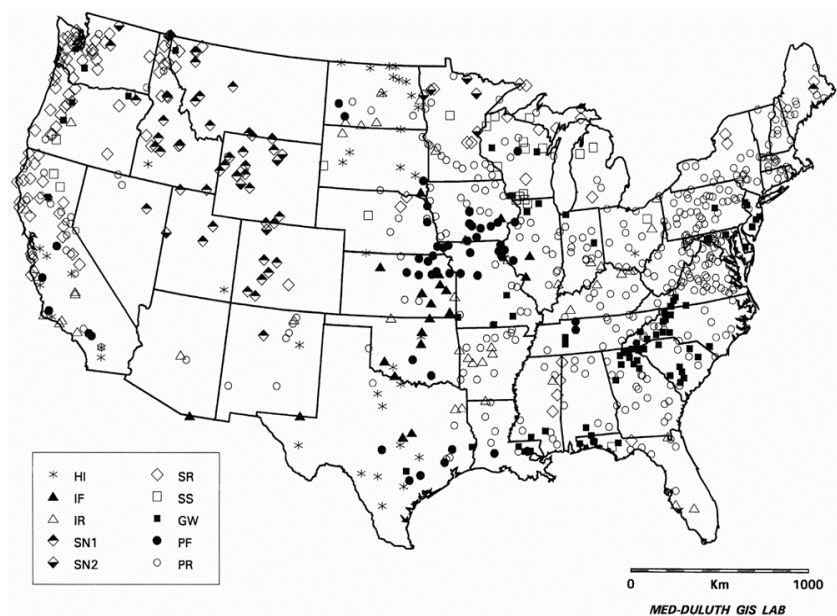 HI
IF
IR
SN1
SN2
SR
SS
GW
PF
PR
0 1000
Km
MED-DULUTH GIS LAB